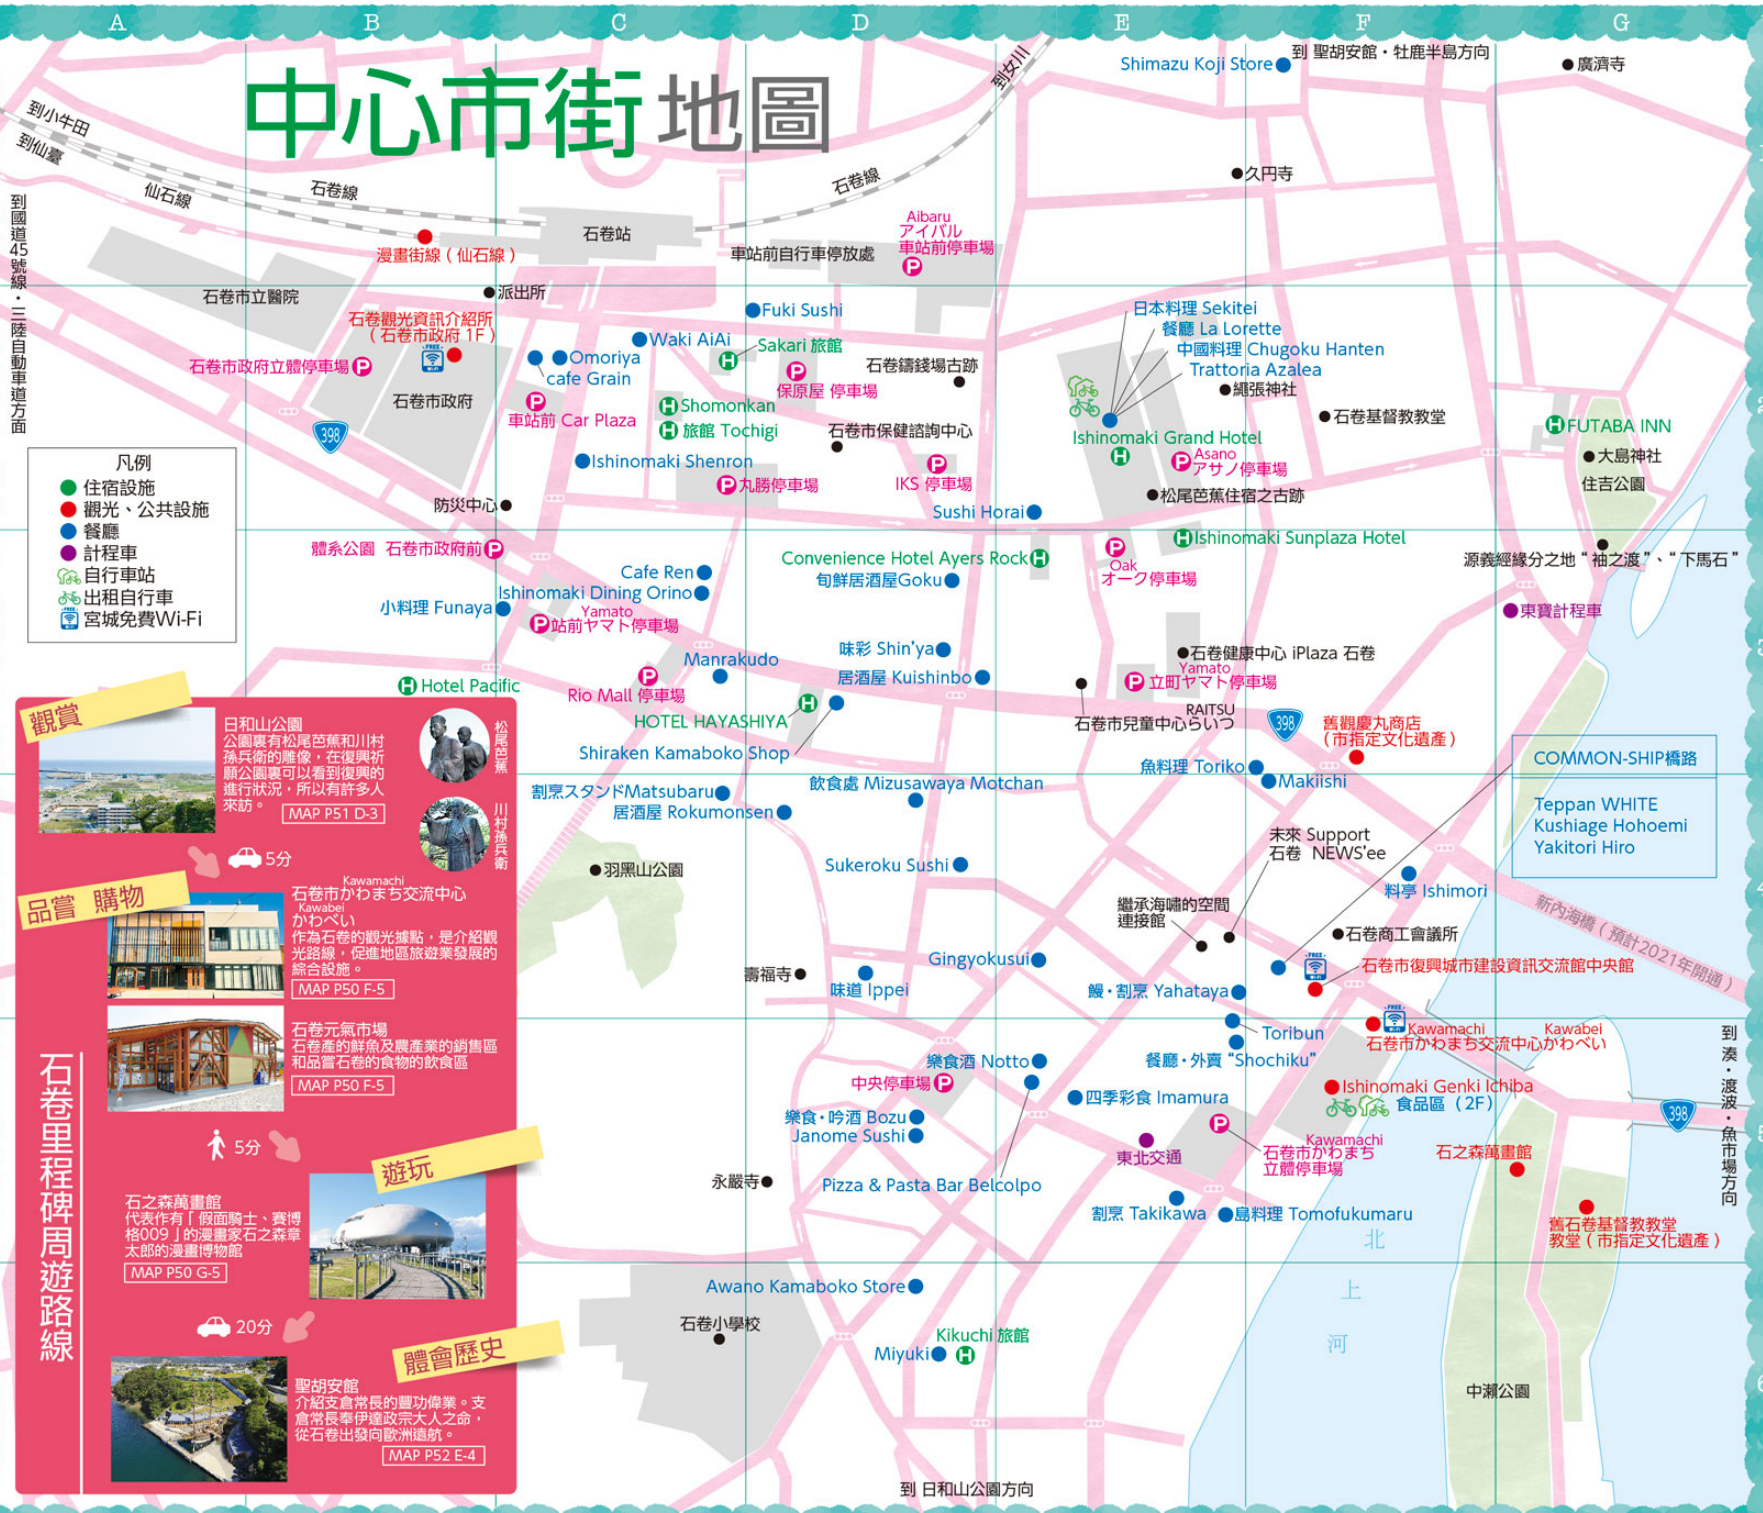 A
B
C
D
E
F
G
中心市街 地圖
到小牛田
到仙臺
仙石線
石卷線
石卷站
石卷線
到女川
到國道45號線・三陸自動車道方面
漫畫街線（仙石線）
車站前自行車停放處
Aibaru
アイバル
車站前停車場
P
Shimazu Koji Store
到 聖胡安館・牡鹿半島方向
廣濟寺
久円寺
石卷市立醫院
派出所
石卷觀光資訊介紹所
（石卷市政府 1F）
FREE
Wi-Fi
石卷市政府立體停車場
P
石卷市政府
398
Fuki Sushi
Waki AiAi
Omoriya
cafe Grain
Sakari 旅館
H
P
保原屋 停車場
石卷鑄錢場古跡
P
車站前 Car Plaza
H
Shomonkan
H
旅館 Tochigi
石卷市保健諮詢中心
Ishinomaki Shenron
P
丸勝停車場
P
IKS 停車場
Sushi Horai
日本料理 Sekitei
餐廳 La Lorette
中國料理 Chugoku Hanten
Trattoria Azalea
繩張神社
石卷基督教教堂
Ishinomaki Grand Hotel
H
P
Asano
アサノ停車場
松尾芭蕉住宿之古跡
H
FUTABA INN
大島神社
住吉公園
凡例
住宿設施
觀光、公共設施
餐廳
計程車
自行車站
出租自行車
FREE
Wi-Fi
宮城免費Wi-Fi
防災中心
體系公園 石卷市政府前
P
Cafe Ren
Ishinomaki Dining Orino
小料理 Funaya
Yamato
P
站前ヤマト停車場
Convenience Hotel Ayers Rock
H
旬鮮居酒屋Goku
H
Ishinomaki Sunplaza Hotel
P
Oak
オーク停車場
源義經緣分之地“袖之渡”、“下馬石”
東寶計程車
味彩 Shin'ya
居酒屋 Kuishinbo
Manrakudo
P
Rio Mall 停車場
H
Hotel Pacific
HOTEL HAYASHIYA
H
Shiraken Kamaboko Shop
石卷健康中心 iPlaza 石卷
Yamato
P
立町ヤマト停車場
RAITSU
石卷市兒童中心らいつ
398
舊觀慶丸商店
（市指定文化遺產）
魚料理 Toriko
Makiishi
COMMON-SHIP橋路
Teppan WHITE
Kushiage Hohoemi
Yakitori Hiro
割烹スタンドMatsubaru
居酒屋 Rokumonsen
飲食處 Mizusawaya Motchan
羽黑山公園
Sukeroku Sushi
未來 Support
石卷 NEWS'ee
料亭 Ishimori
繼承海嘯的空間
連接館
石卷商工會議所
新內海橋（預計2021年開通）
FREE
Wi-Fi
石卷市復興城市建設資訊交流館中央館
壽福寺
味道 Ippei
Gingyokusui
鰻・割烹 Yahataya
Toribun
餐廳・外賣 “Shochiku”
FREE
Wi-Fi
Kawamachi
Kawabei
石卷市かわまち交流中心かわべい
到 湊・渡波・魚市場方向
樂食酒 Notto
中央停車場
P
四季彩食 Imamura
Ishinomaki Genki Ichiba
食品區（2F）
398
樂食・吟酒 Bozu
Janome Sushi
P
Kawamachi
石卷市かわまち
立體停車場
東北交通
石之森萬畫館
永嚴寺
Pizza & Pasta Bar Belcolpo
割烹 Takikawa
島料理 Tomofukumaru
舊石卷基督教教堂
教堂（市指定文化遺產）
北
上
河
Awano Kamaboko Store
石卷小學校
Kikuchi 旅館
Miyuki
H
中瀨公園
到 日和山公園方向
石卷里程碑周遊路線
觀賞
日和山公園
公園裏有松尾芭蕉和川村
孫兵衛的雕像，在復興祈
願公園裏可以看到復興的
進行狀況，所以有許多人
來訪。
MAP P51 D-3
松尾芭蕉
川村孫兵衛
5分
品嘗 購物
Kawamachi
石卷市かわまち交流中心
Kawabei
かわべい
作為石卷的觀光據點，是介紹觀
光路線，促進地區旅遊業發展的
綜合設施。
MAP P50 F-5
石卷元氣市場
石卷產的鮮魚及農產業的銷售區
和品嘗石卷的食物的飲食區
MAP P50 F-5
5分
遊玩
石之森萬畫館
代表作有「假面騎士、賽博
格009」的漫畫家石之森章
太郎的漫畫博物館
MAP P50 G-5
20分
體會歷史
聖胡安館
介紹支倉常長的豐功偉業。支
倉常長奉伊達政宗大人之命，
從石卷出發向歐洲遠航。
MAP P52 E-4